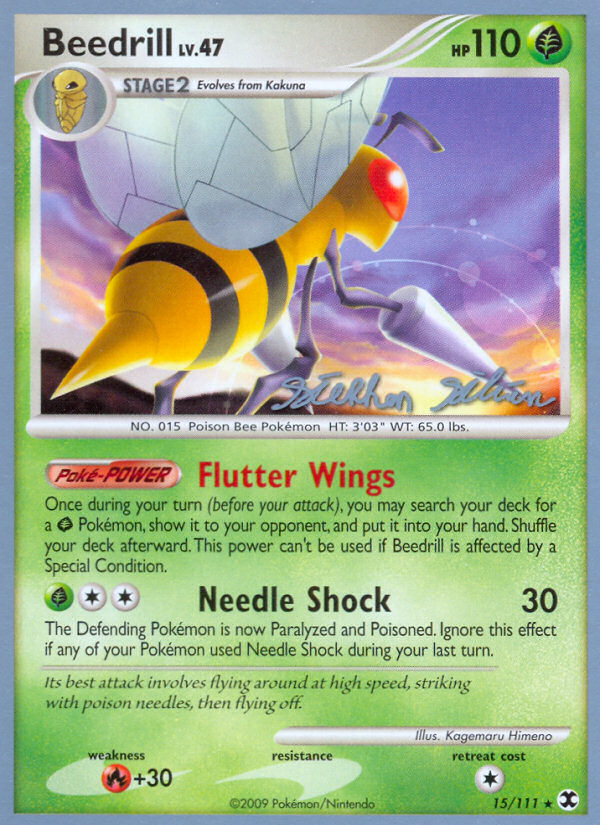 Beedrill LV.47
HP 110
STAGE2 Evolves from Kakuna
NO. 015 Poison Bee Pokémon HT: 3'03" WT: 65.0 lbs.
Poké-POWER Flutter Wings
Once during your turn (before your attack), you may search your deck for
a Pokémon, show it to your opponent, and put it into your hand. Shuffle
your deck afterward. This power can't be used if Beedrill is affected by a
Special Condition.
Needle Shock 30
The Defending Pokémon is now Paralyzed and Poisoned. Ignore this effect
if any of your Pokémon used Needle Shock during your last turn.
Its best attack involves flying around at high speed, striking
with poison needles, then flying off.
Illus. Kagemaru Himeno
weakness resistance retreat cost
+30
©2009 Pokémon/Nintendo 15/111